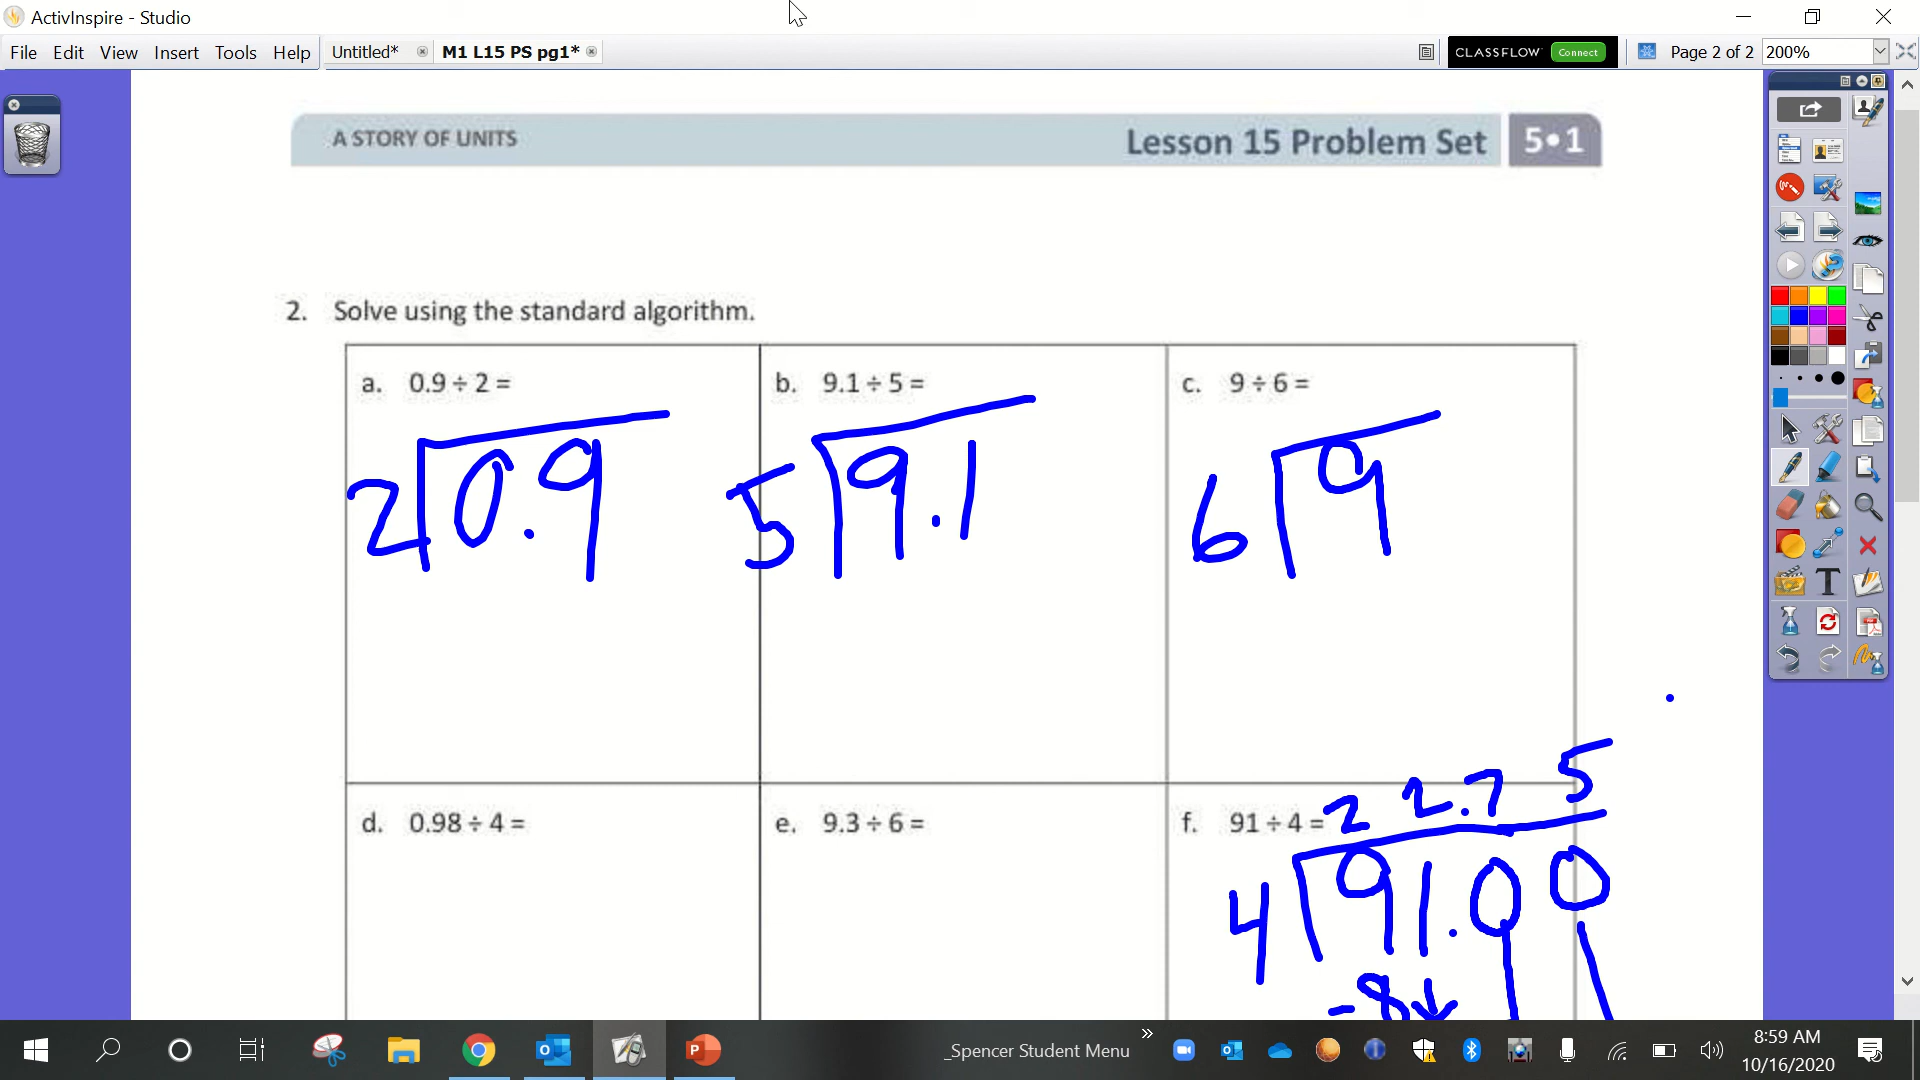 ActivInspire - Studio
File Edit View Insert Tools Help
Untitled*
M1 L15 PS pg1*
CLASSFLOW Connect
Page 2 of 2
200%
A STORY OF UNITS
Lesson 15 Problem Set 5•1
2. Solve using the standard algorithm.
a. 0.9 ÷ 2 =
b. 9.1 ÷ 5 =
c. 9 ÷ 6 =
2 0.9
5 9.1
6 9
d. 0.98 ÷ 4 =
e. 9.3 ÷ 6 =
f. 91 ÷ 4 =
2 2.7 5
4 91.00
-8
_Spencer Student Menu
8:59 AM
10/16/2020